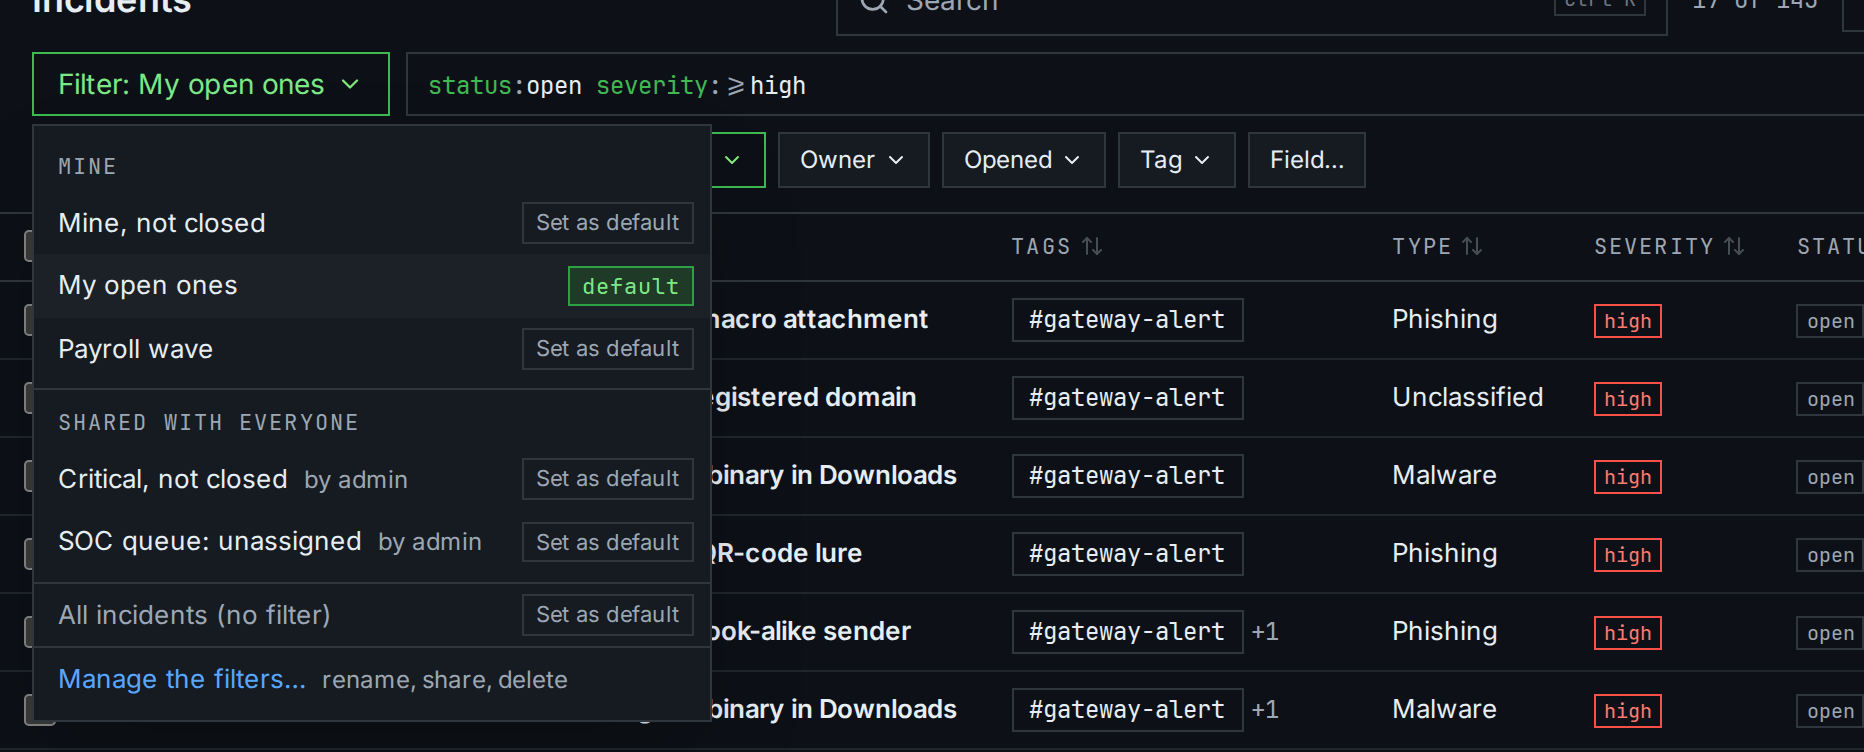 Incidents
Search
Ctrl K
17 of 145
Filter: My open ones
status:open severity:⩾high
Owner
Opened
Tag
Field...
MINE
Mine, not closed
Set as default
My open ones
default
Payroll wave
Set as default
SHARED WITH EVERYONE
Critical, not closed by admin
Set as default
SOC queue: unassigned by admin
Set as default
All incidents (no filter)
Set as default
Manage the filters... rename, share, delete
TAGS
TYPE
SEVERITY
attachment
#gateway-alert
Phishing
high
open
domain
#gateway-alert
Unclassified
high
open
binary in Downloads
#gateway-alert
Malware
high
open
QR-code lure
#gateway-alert
Phishing
high
open
sender
#gateway-alert
+1
Phishing
high
open
binary in Downloads
#gateway-alert
+1
Malware
high
open